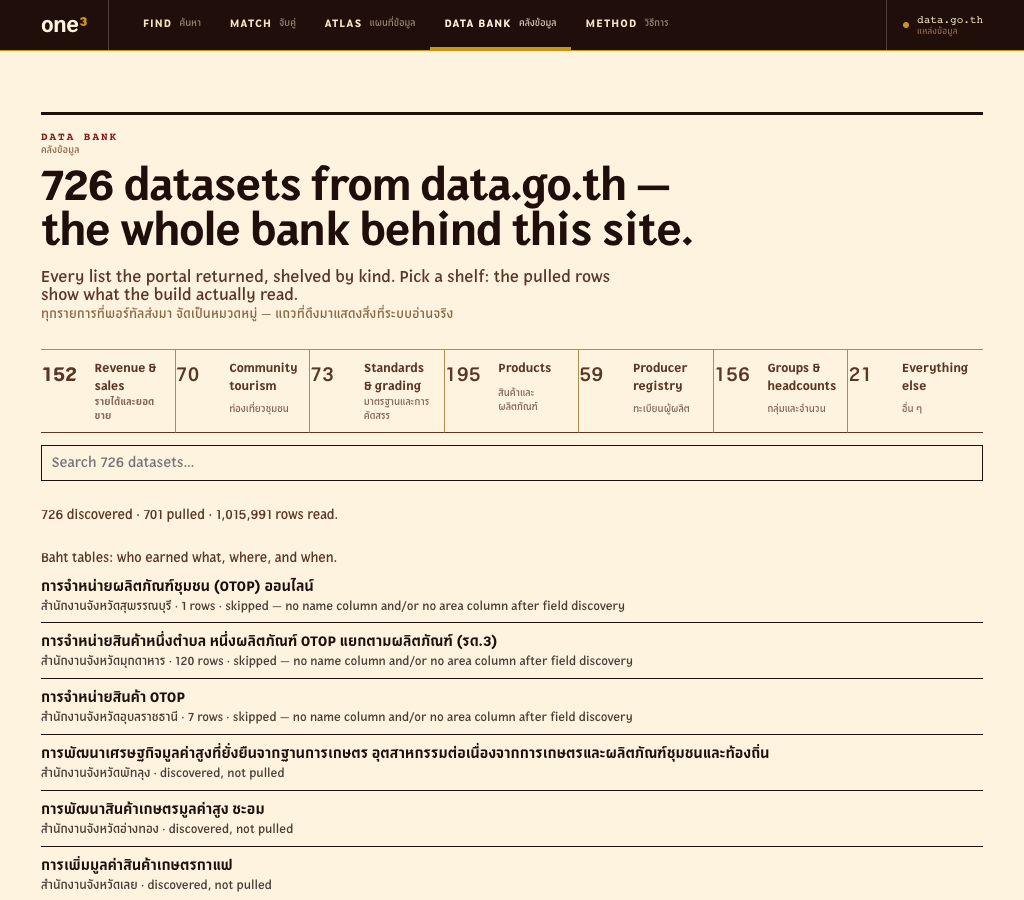 one³
FIND ค้นหา
MATCH จับคู่
ATLAS แผนที่ข้อมูล
DATA BANK คลังข้อมูล
METHOD วิธีการ
data.go.th
แหล่งข้อมูล
DATA BANK
คลังข้อมูล
726 datasets from data.go.th —
the whole bank behind this site.
Every list the portal returned, shelved by kind. Pick a shelf: the pulled rows
show what the build actually read.
ทุกรายการที่พอร์ทัลส่งมา จัดเป็นหมวดหมู่ — แถวที่ดึงมาแสดงสิ่งที่ระบบอ่านจริง
152 Revenue &
sales
รายได้และยอด
ขาย
70 Community
tourism
ท่องเที่ยวชุมชน
73 Standards
& grading
มาตรฐานและการ
คัดสรร
195 Products
สินค้าและ
ผลิตภัณฑ์
59 Producer
registry
ทะเบียนผู้ผลิต
156 Groups &
headcounts
กลุ่มและจำนวน
21 Everything
else
อื่น ๆ
Search 726 datasets...
726 discovered · 701 pulled · 1,015,991 rows read.
Baht tables: who earned what, where, and when.
การจำหน่ายผลิตภัณฑ์ชุมชน (OTOP) ออนไลน์
สำนักงานจังหวัดสุพรรณบุรี · 1 rows · skipped — no name column and/or no area column after field discovery
การจำหน่ายสินค้าหนึ่งตำบล หนึ่งผลิตภัณฑ์ OTOP แยกตามผลิตภัณฑ์ (รด.3)
สำนักงานจังหวัดมุกดาหาร · 120 rows · skipped — no name column and/or no area column after field discovery
การจำหน่ายสินค้า OTOP
สำนักงานจังหวัดอุบลราชธานี · 7 rows · skipped — no name column and/or no area column after field discovery
การพัฒนาเศรษฐกิจมูลค่าสูงที่ยั่งยืนจากฐานการเกษตร อุตสาหกรรมต่อเนื่องจากการเกษตรและผลิตภัณฑ์ชุมชนและท้องถิ่น
สำนักงานจังหวัดพัทลุง · discovered, not pulled
การพัฒนาสินค้าเกษตรมูลค่าสูง ชะอม
สำนักงานจังหวัดอ่างทอง · discovered, not pulled
การเพิ่มมูลค่าสินค้าเกษตรกาแฟ
สำนักงานจังหวัดเลย · discovered, not pulled